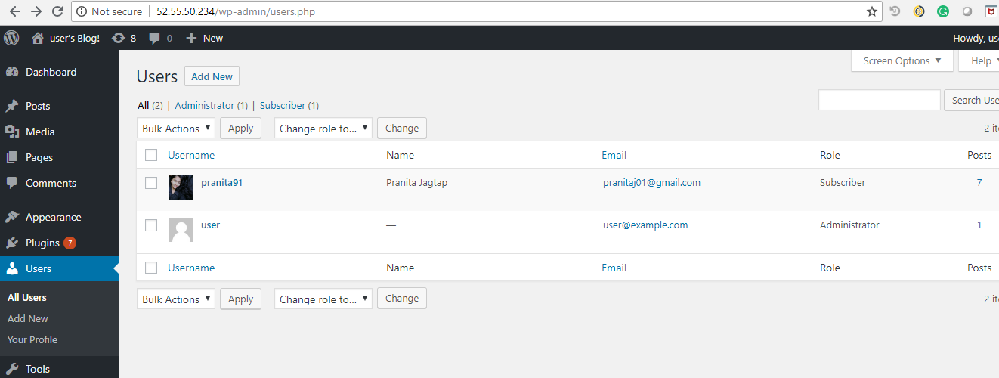 Not secure 52.55.50.234/wp-admin/users.php
user's Blog! 8 0 New Howdy, us
Screen Options Help
Dashboard
Posts
Media
Pages
Comments
Appearance
Plugins 7
Users
All Users
Add New
Your Profile
Tools
Users Add New
All (2) | Administrator (1) | Subscriber (1)
Search Use
Bulk Actions Apply Change role to... Change 2 it
Username Name Email Role Posts
pranita91 Pranita Jagtap pranitaj01@gmail.com Subscriber 7
user — user@example.com Administrator 1
Username Name Email Role Posts
Bulk Actions Apply Change role to... Change 2 it